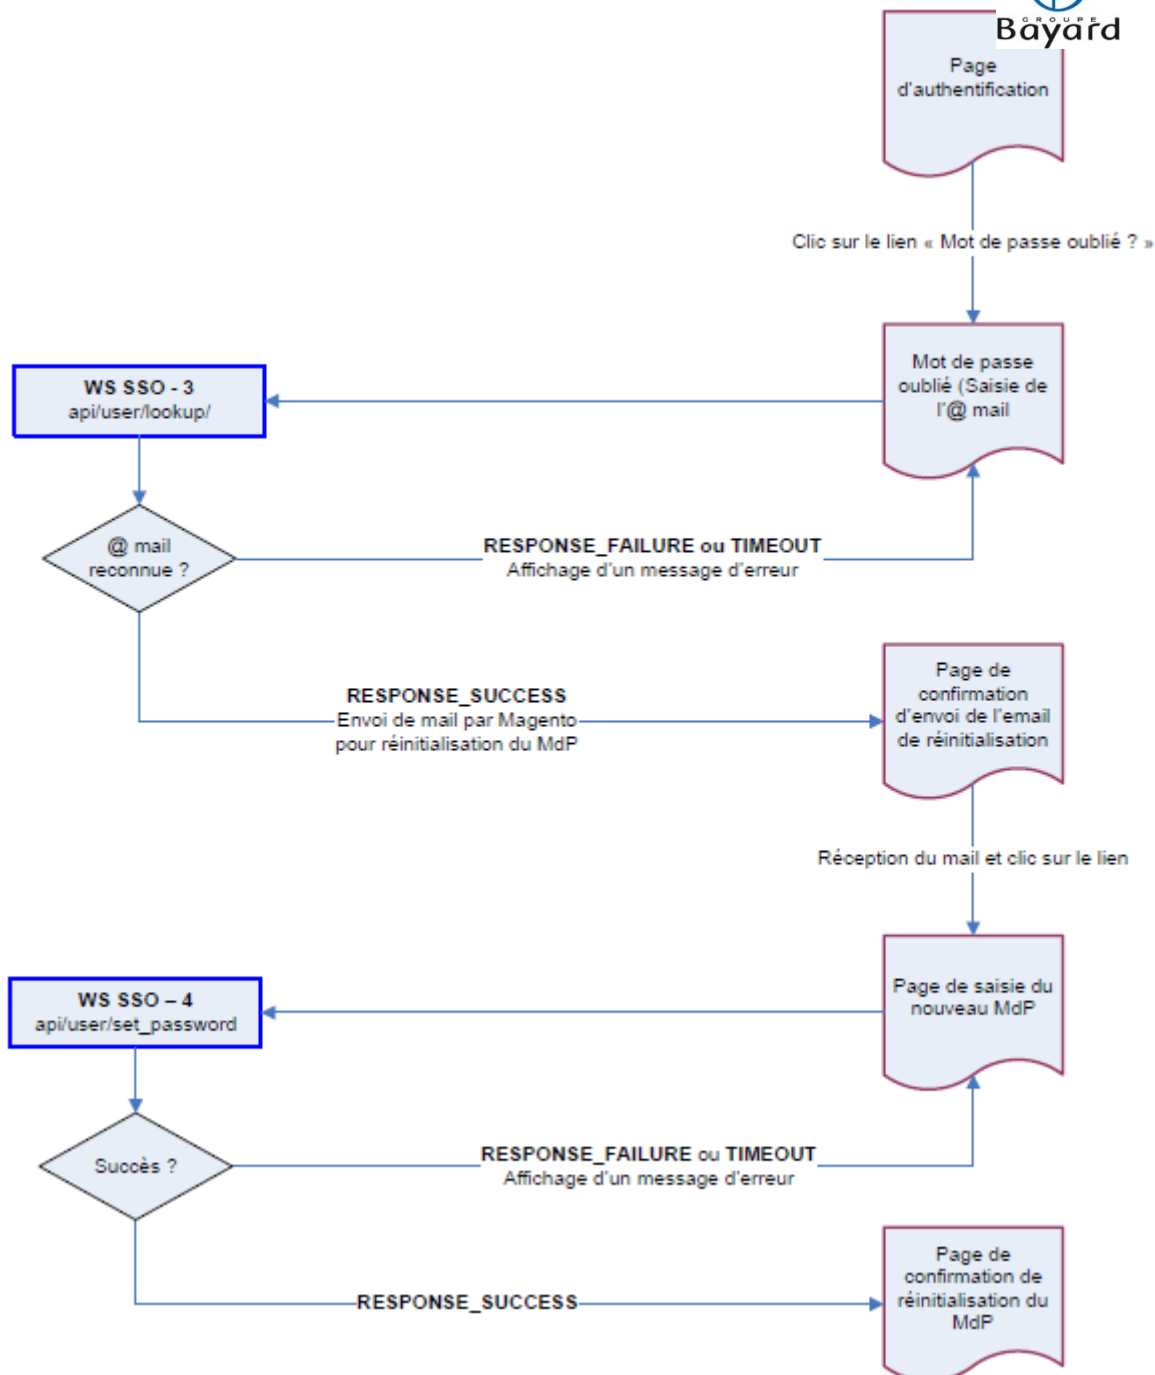 GROUPE
Bayard
Page
d'authentification
Clic sur le lien « Mot de passe oublié ? »
Mot de passe
oublié (Saisie de
l'@ mail
WS SSO - 3
api/user/lookup/
@ mail
reconnue ?
RESPONSE_FAILURE ou TIMEOUT
Affichage d'un message d'erreur
RESPONSE_SUCCESS
Envoi de mail par Magento
pour réinitialisation du MdP
Page de
confirmation
d'envoi de l'email
de réinitialisation
Réception du mail et clic sur le lien
Page de saisie du
nouveau MdP
WS SSO – 4
api/user/set_password
Succès ?
RESPONSE_FAILURE ou TIMEOUT
Affichage d'un message d'erreur
RESPONSE_SUCCESS
Page de
confirmation de
réinitialisation du
MdP